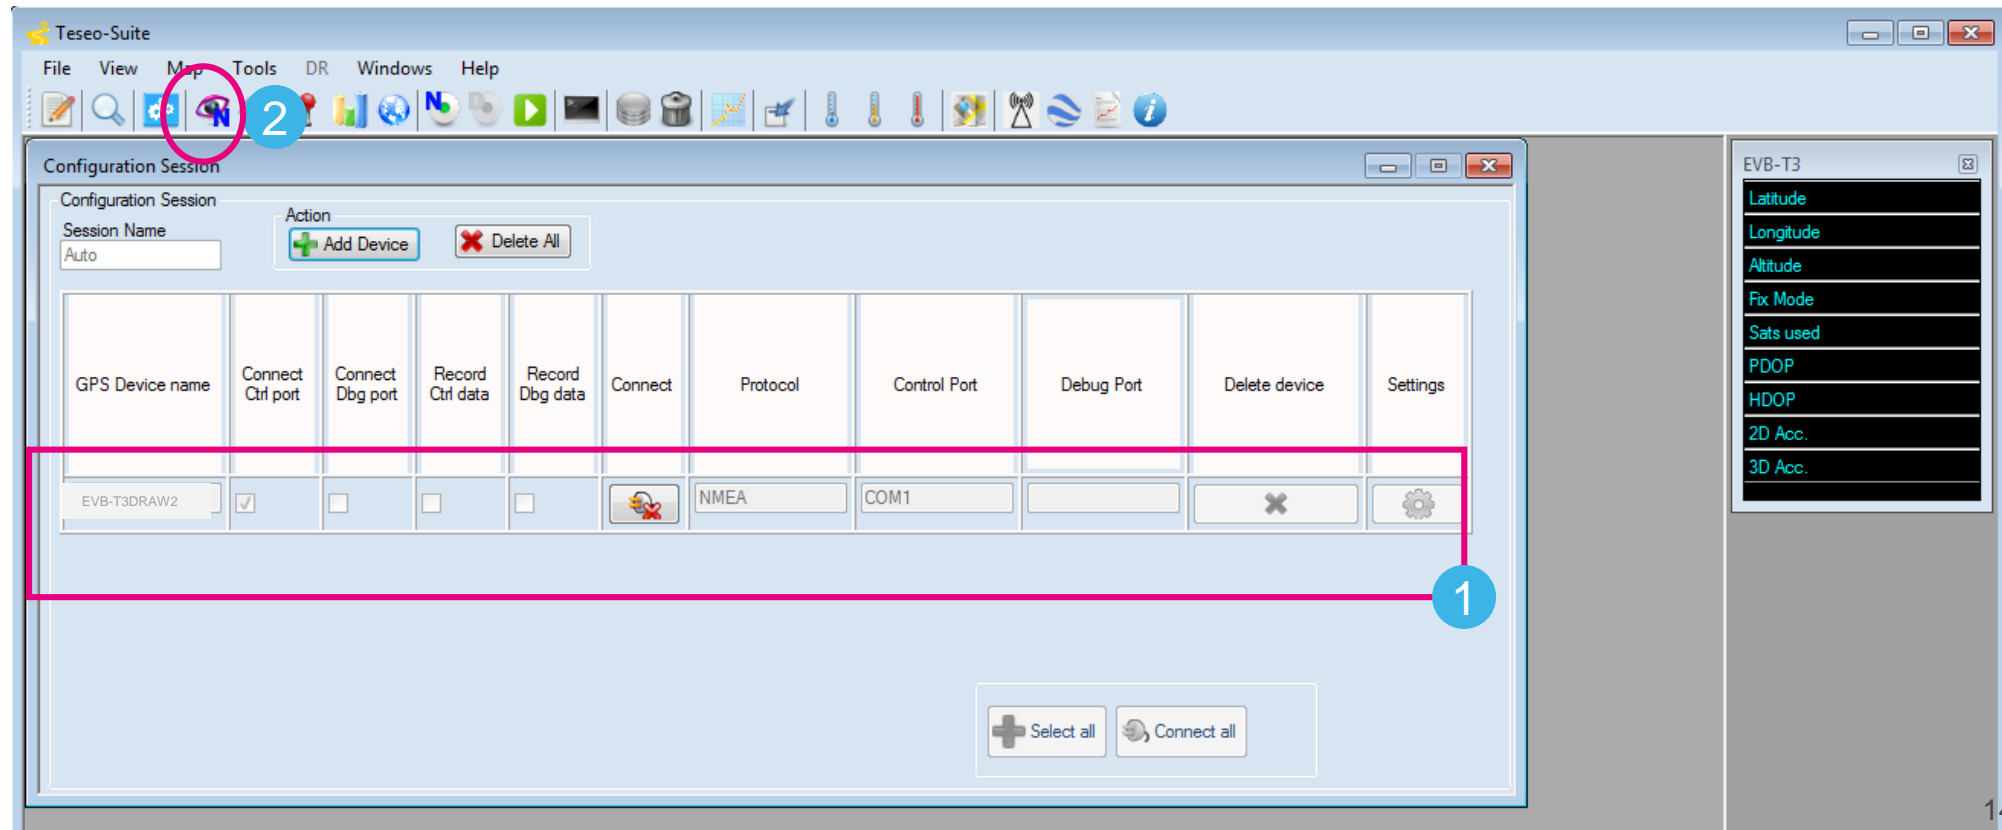 Teseo-Suite
File View Map Tools DR Windows Help
2
Configuration Session
Configuration Session
Session Name
Auto
Action
Add Device
Delete All
GPS Device name
Connect
Ctrl port
Connect
Dbg port
Record
Ctrl data
Record
Dbg data
Connect
Protocol
Control Port
Debug Port
Delete device
Settings
EVB-T3DRAW2
NMEA
COM1
1
Select all
Connect all
EVB-T3
Latitude
Longitude
Altitude
Fix Mode
Sats used
PDOP
HDOP
2D Acc.
3D Acc.